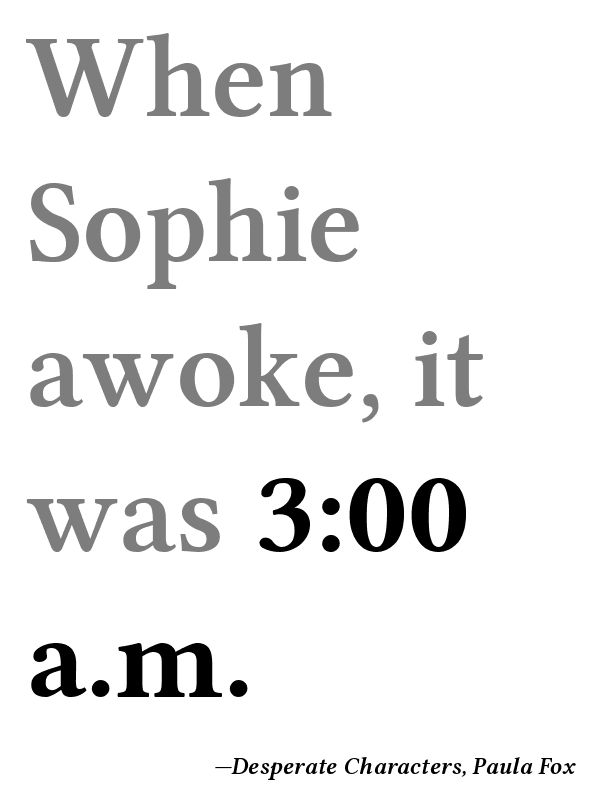 When
Sophie
awoke, it
was 3:00
a.m.
—Desperate Characters, Paula Fox